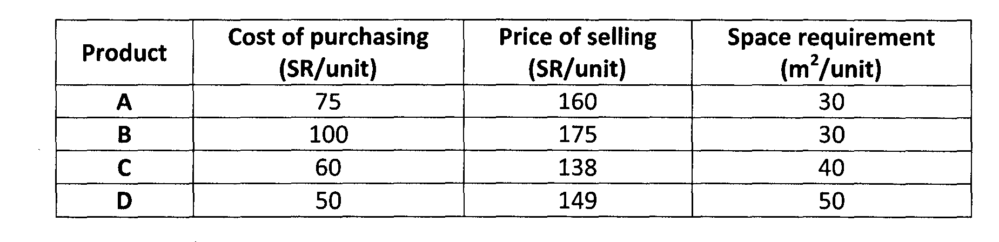 Product	Cost of purchasing (SR/unit)	Price of selling (SR/unit)	Space requirement (m²/unit)
A	75	160	30
B	100	175	30
C	60	138	40
D	50	149	50